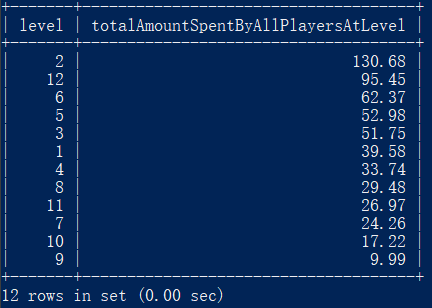 +-------+------------------------------------+
| level | totalAmountSpentByAllPlayersAtLevel |
+-------+------------------------------------+
| 2 | 130.68 |
| 12 | 95.45 |
| 6 | 62.37 |
| 5 | 52.98 |
| 3 | 51.75 |
| 1 | 39.58 |
| 4 | 33.74 |
| 8 | 29.48 |
| 11 | 26.97 |
| 7 | 24.26 |
| 10 | 17.22 |
| 9 | 9.99 |
+-------+------------------------------------+
12 rows in set (0.00 sec)